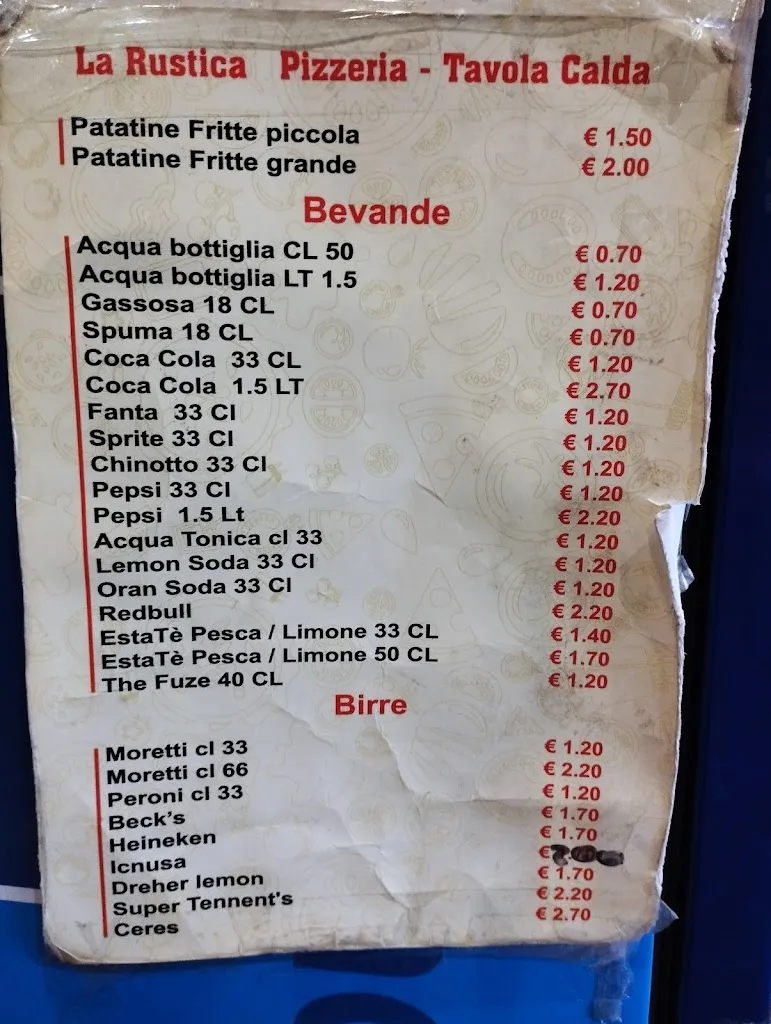 La Rustica Pizzeria - Tavola Calda
Patatine Fritte piccola € 1.50
Patatine Fritte grande € 2.00
Bevande
Acqua bottiglia CL 50 € 0.70
Acqua bottiglia LT 1.5 € 1.20
Gassosa 18 CL € 0.70
Spuma 18 CL € 0.70
Coca Cola 33 CL € 1.20
Coca Cola 1.5 LT € 2.70
Fanta 33 Cl € 1.20
Sprite 33 Cl € 1.20
Chinotto 33 Cl € 1.20
Pepsi 33 Cl € 1.20
Pepsi 1.5 Lt € 2.20
Acqua Tonica cl 33 € 1.20
Lemon Soda 33 Cl € 1.20
Oran Soda 33 Cl € 1.20
Redbull € 2.20
EstaTè Pesca / Limone 33 CL € 1.40
EstaTè Pesca / Limone 50 CL € 1.70
The Fuze 40 CL € 1.20
Birre
Moretti cl 33 € 1.20
Moretti cl 66 € 2.20
Peroni cl 33 € 1.20
Beck's € 1.70
Heineken € 1.70
Icnusa € 2.00
Dreher lemon € 1.70
Super Tennent's € 2.20
Ceres € 2.70